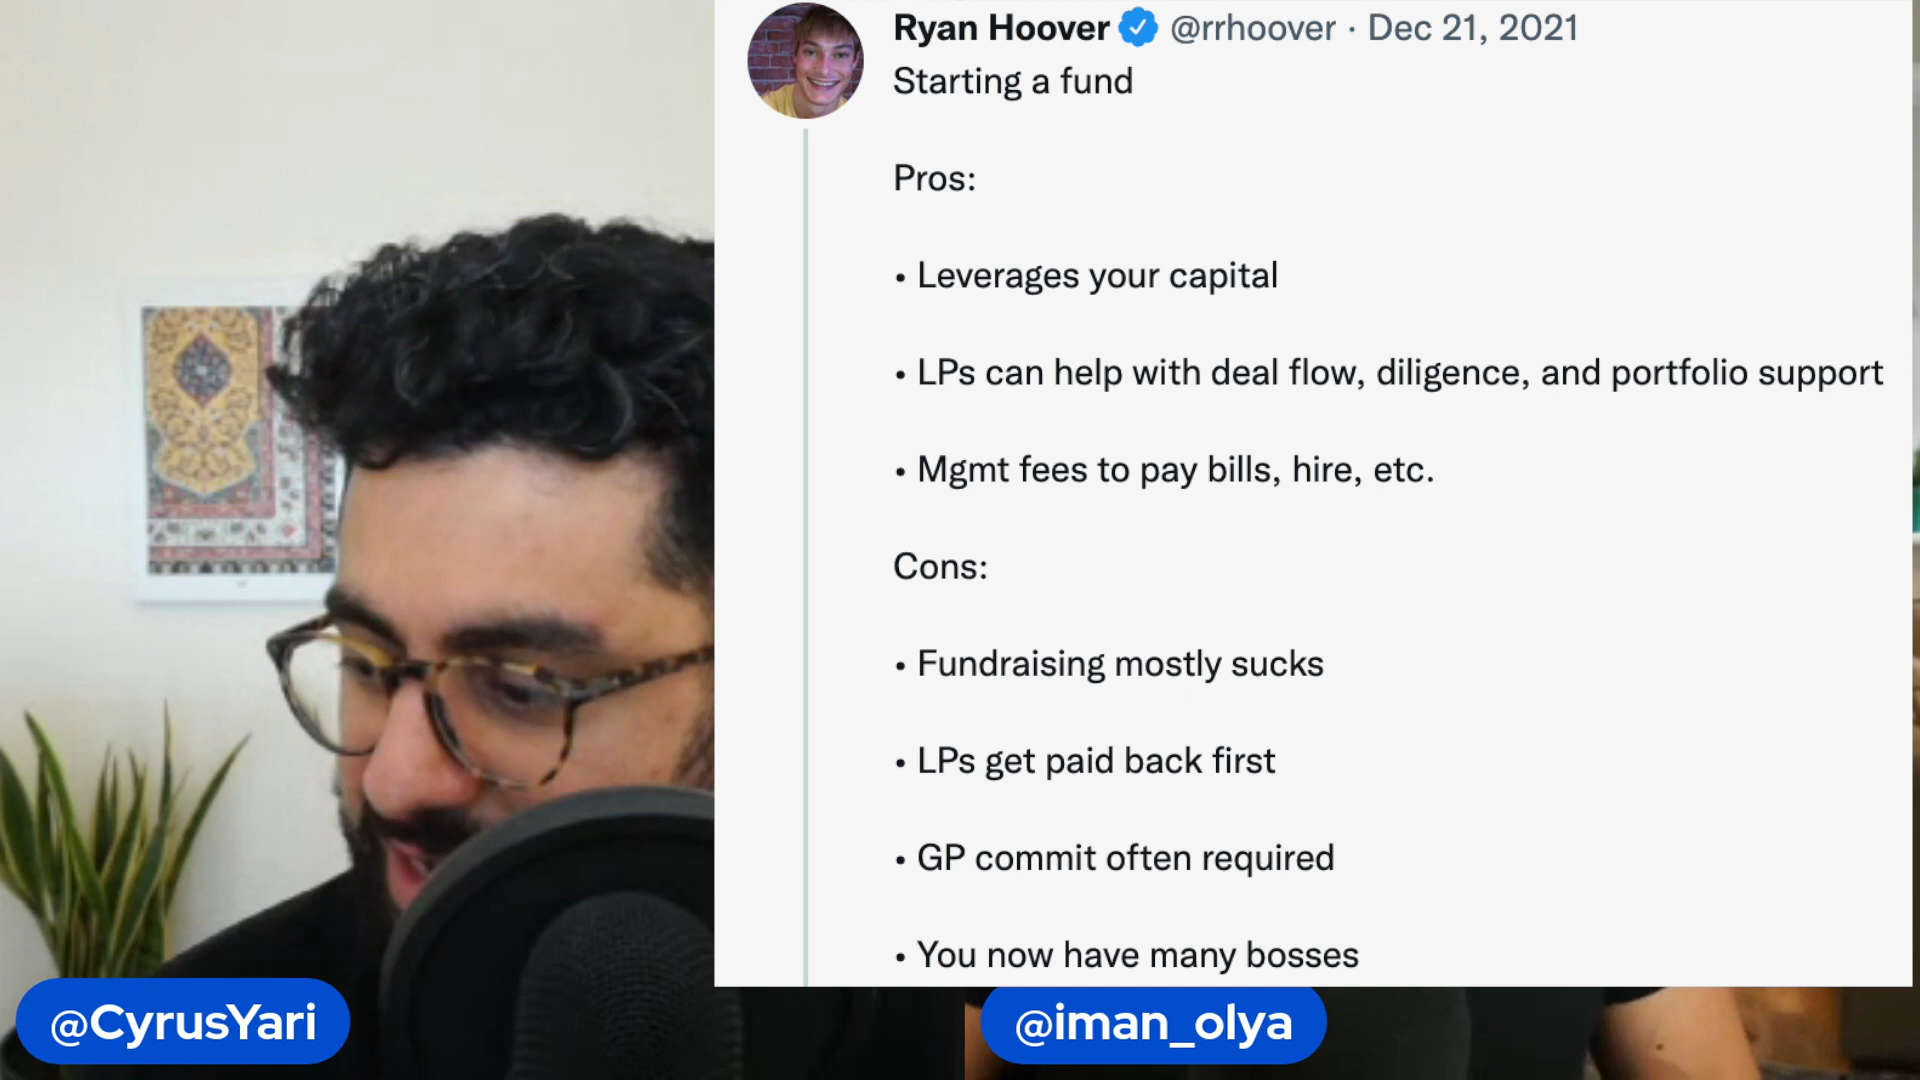 Ryan Hoover @rrhoover · Dec 21, 2021
Starting a fund
Pros:
• Leverages your capital
• LPs can help with deal flow, diligence, and portfolio support
• Mgmt fees to pay bills, hire, etc.
Cons:
• Fundraising mostly sucks
• LPs get paid back first
• GP commit often required
• You now have many bosses
@CyrusYari
@iman_olya